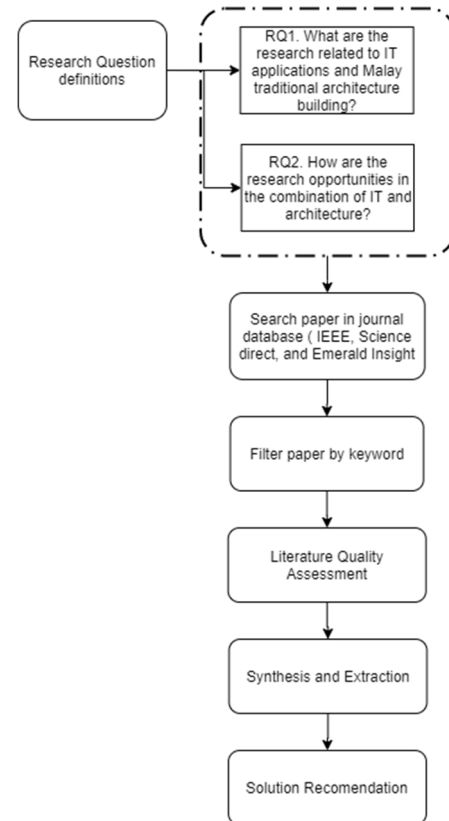 Research Question
definitions
RQ1. What are the
research related to IT
applications and Malay
traditional architecture
building?
RQ2. How are the
research opportunities in
the combination of IT and
architecture?
Search paper in journal
database ( IEEE, Science
direct, and Emerald Insight
Filter paper by keyword
Literature Quality
Assessment
Synthesis and Extraction
Solution Recomendation